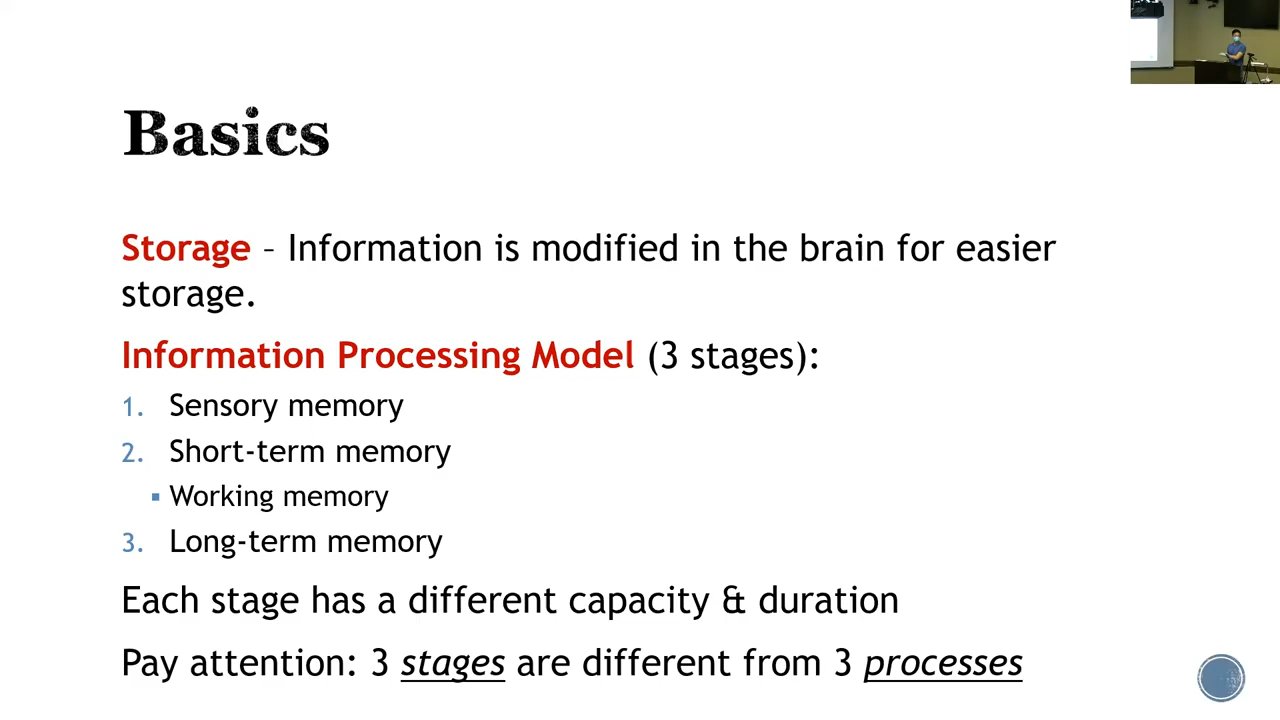 Basics
Storage – Information is modified in the brain for easier
storage.
Information Processing Model (3 stages):
1. Sensory memory
2. Short-term memory
▪ Working memory
3. Long-term memory
Each stage has a different capacity & duration
Pay attention: 3 stages are different from 3 processes